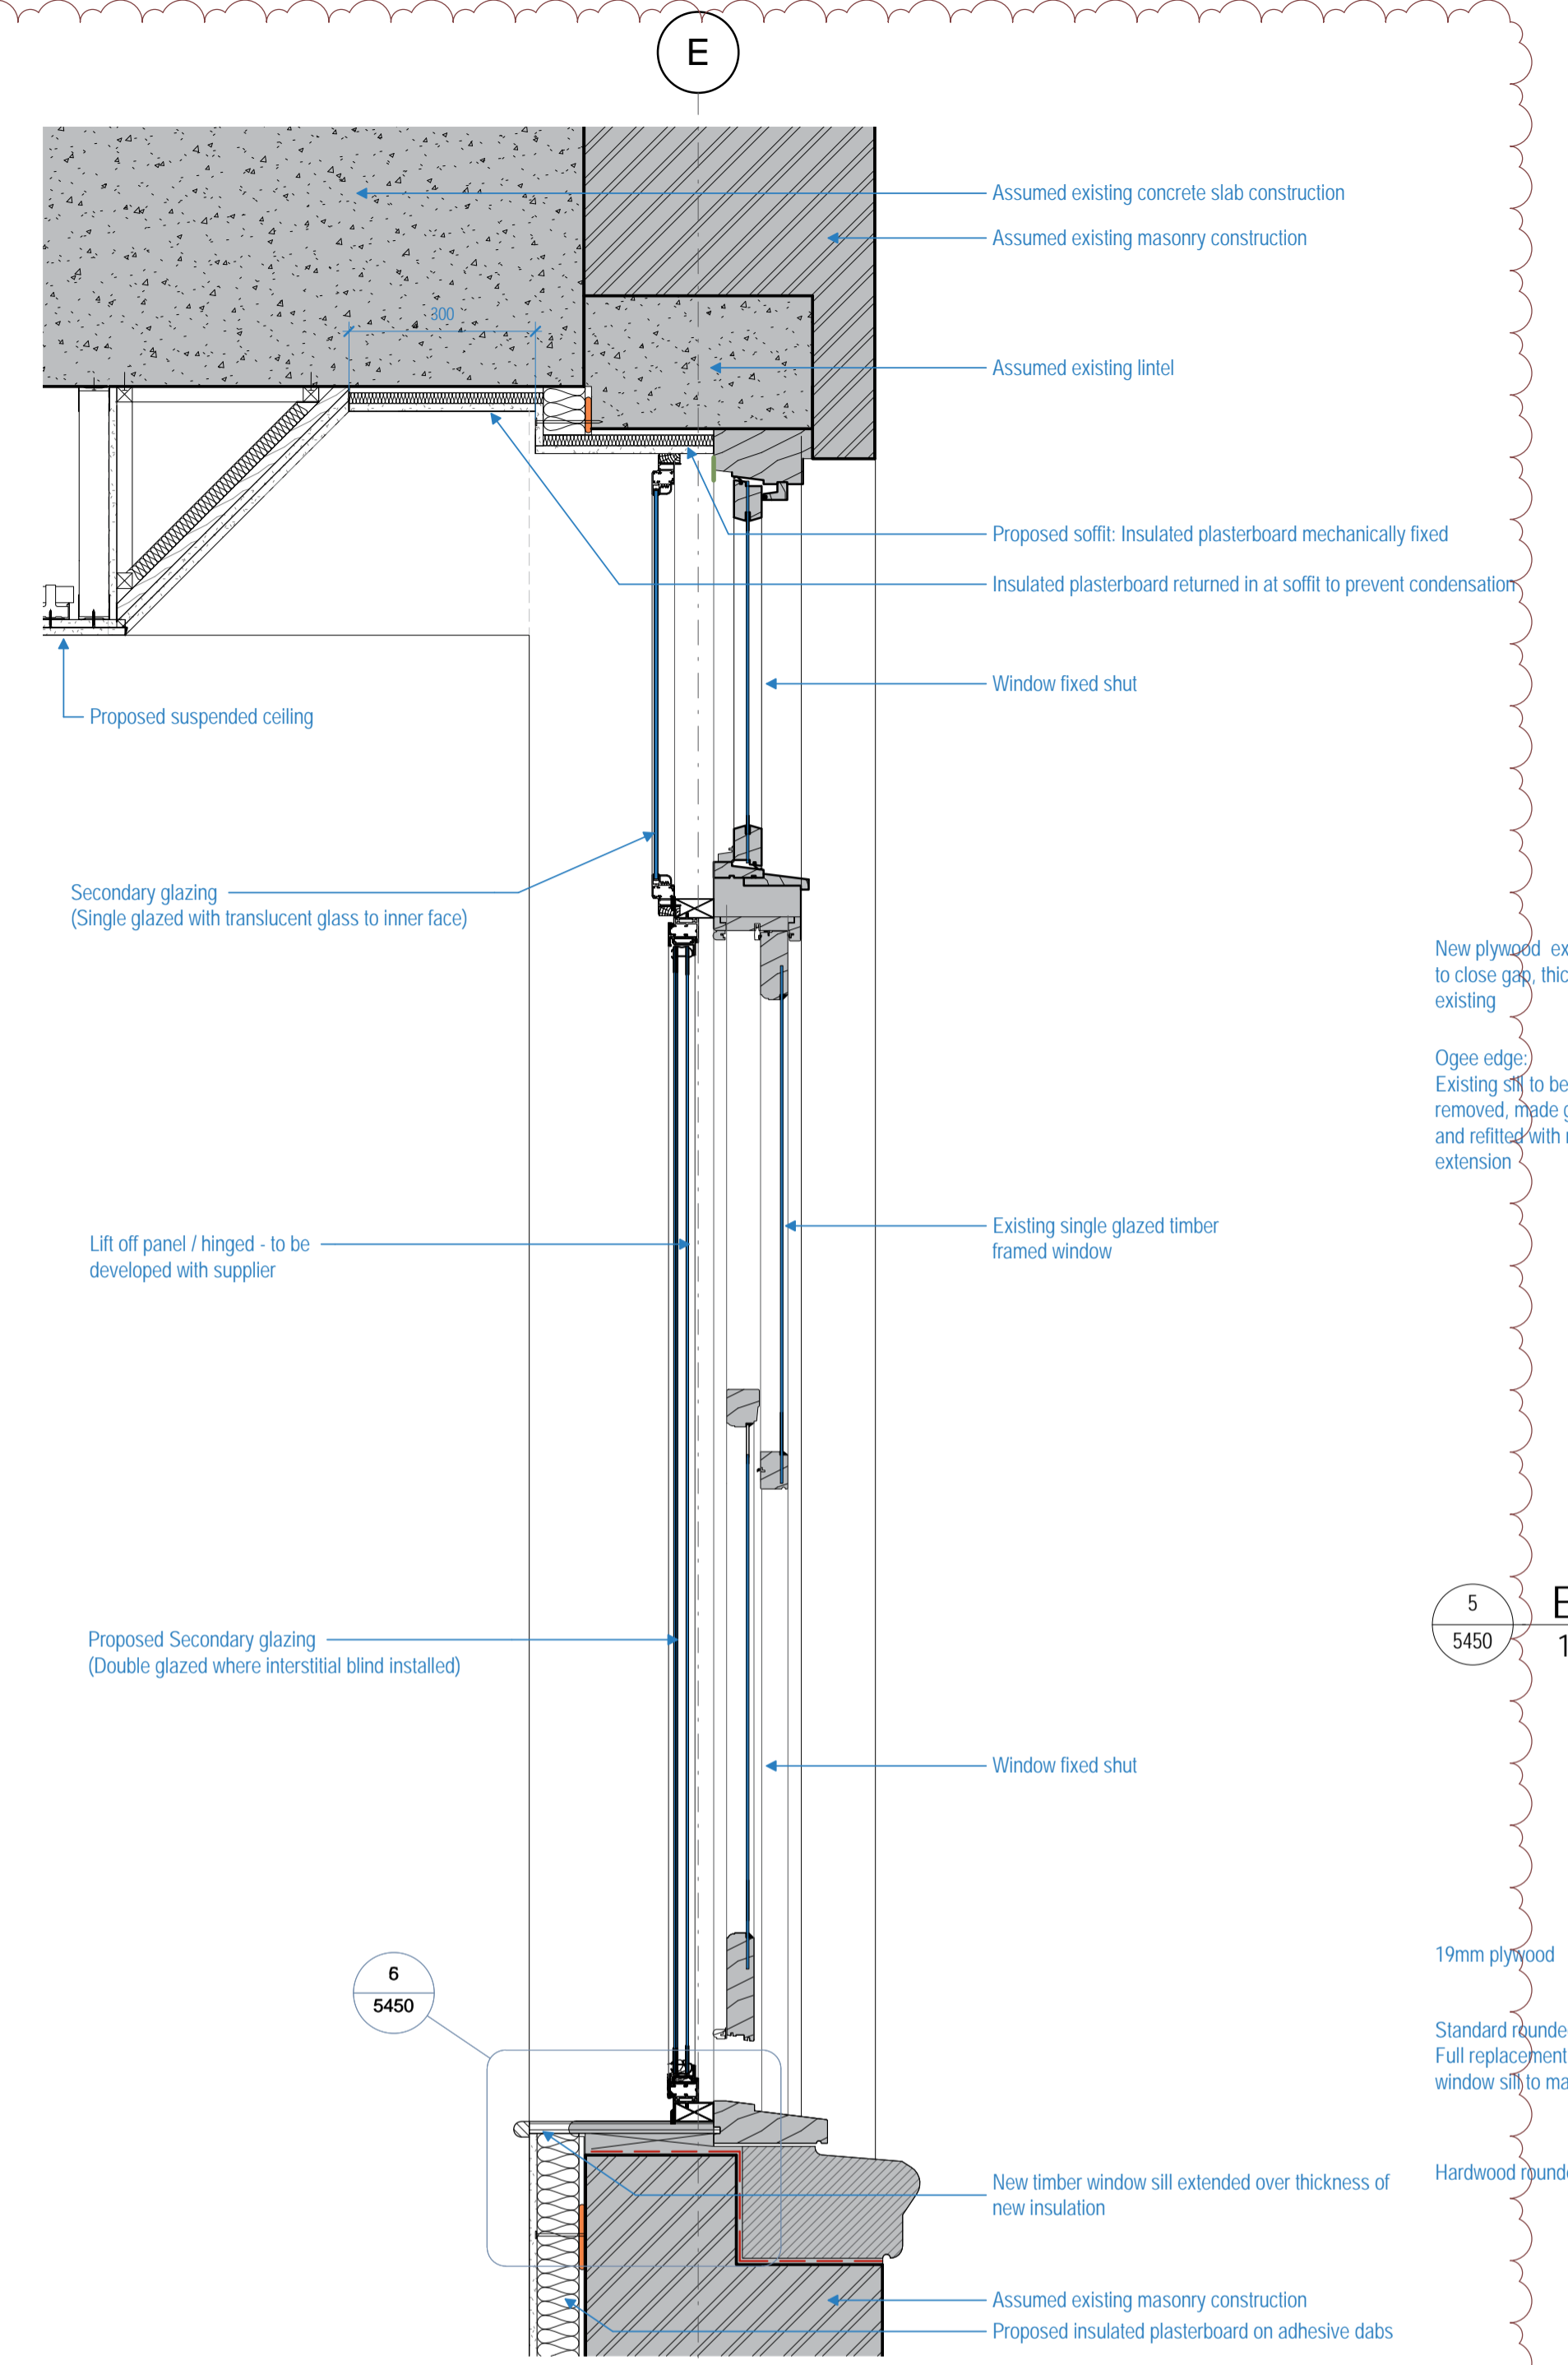 E
Assumed existing concrete slab construction
Assumed existing masonry construction
300
Assumed existing lintel
Proposed soffit: Insulated plasterboard mechanically fixed
Insulated plasterboard returned in at soffit to prevent condensation
Window fixed shut
Proposed suspended ceiling
Secondary glazing
(Single glazed with translucent glass to inner face)
New plywood
to close gap,
existing
Ogee edge:
Existing sill to be
removed, made
and refitted with
extension
Existing single glazed timber
framed window
Lift off panel / hinged - to be
developed with supplier
5
5450
Proposed Secondary glazing
(Double glazed where interstitial blind installed)
Window fixed shut
19mm plywood
6
5450
Standard
Full replacement
window sill to
New timber window sill extended over thickness of
new insulation
Hardwood
Assumed existing masonry construction
Proposed insulated plasterboard on adhesive dabs